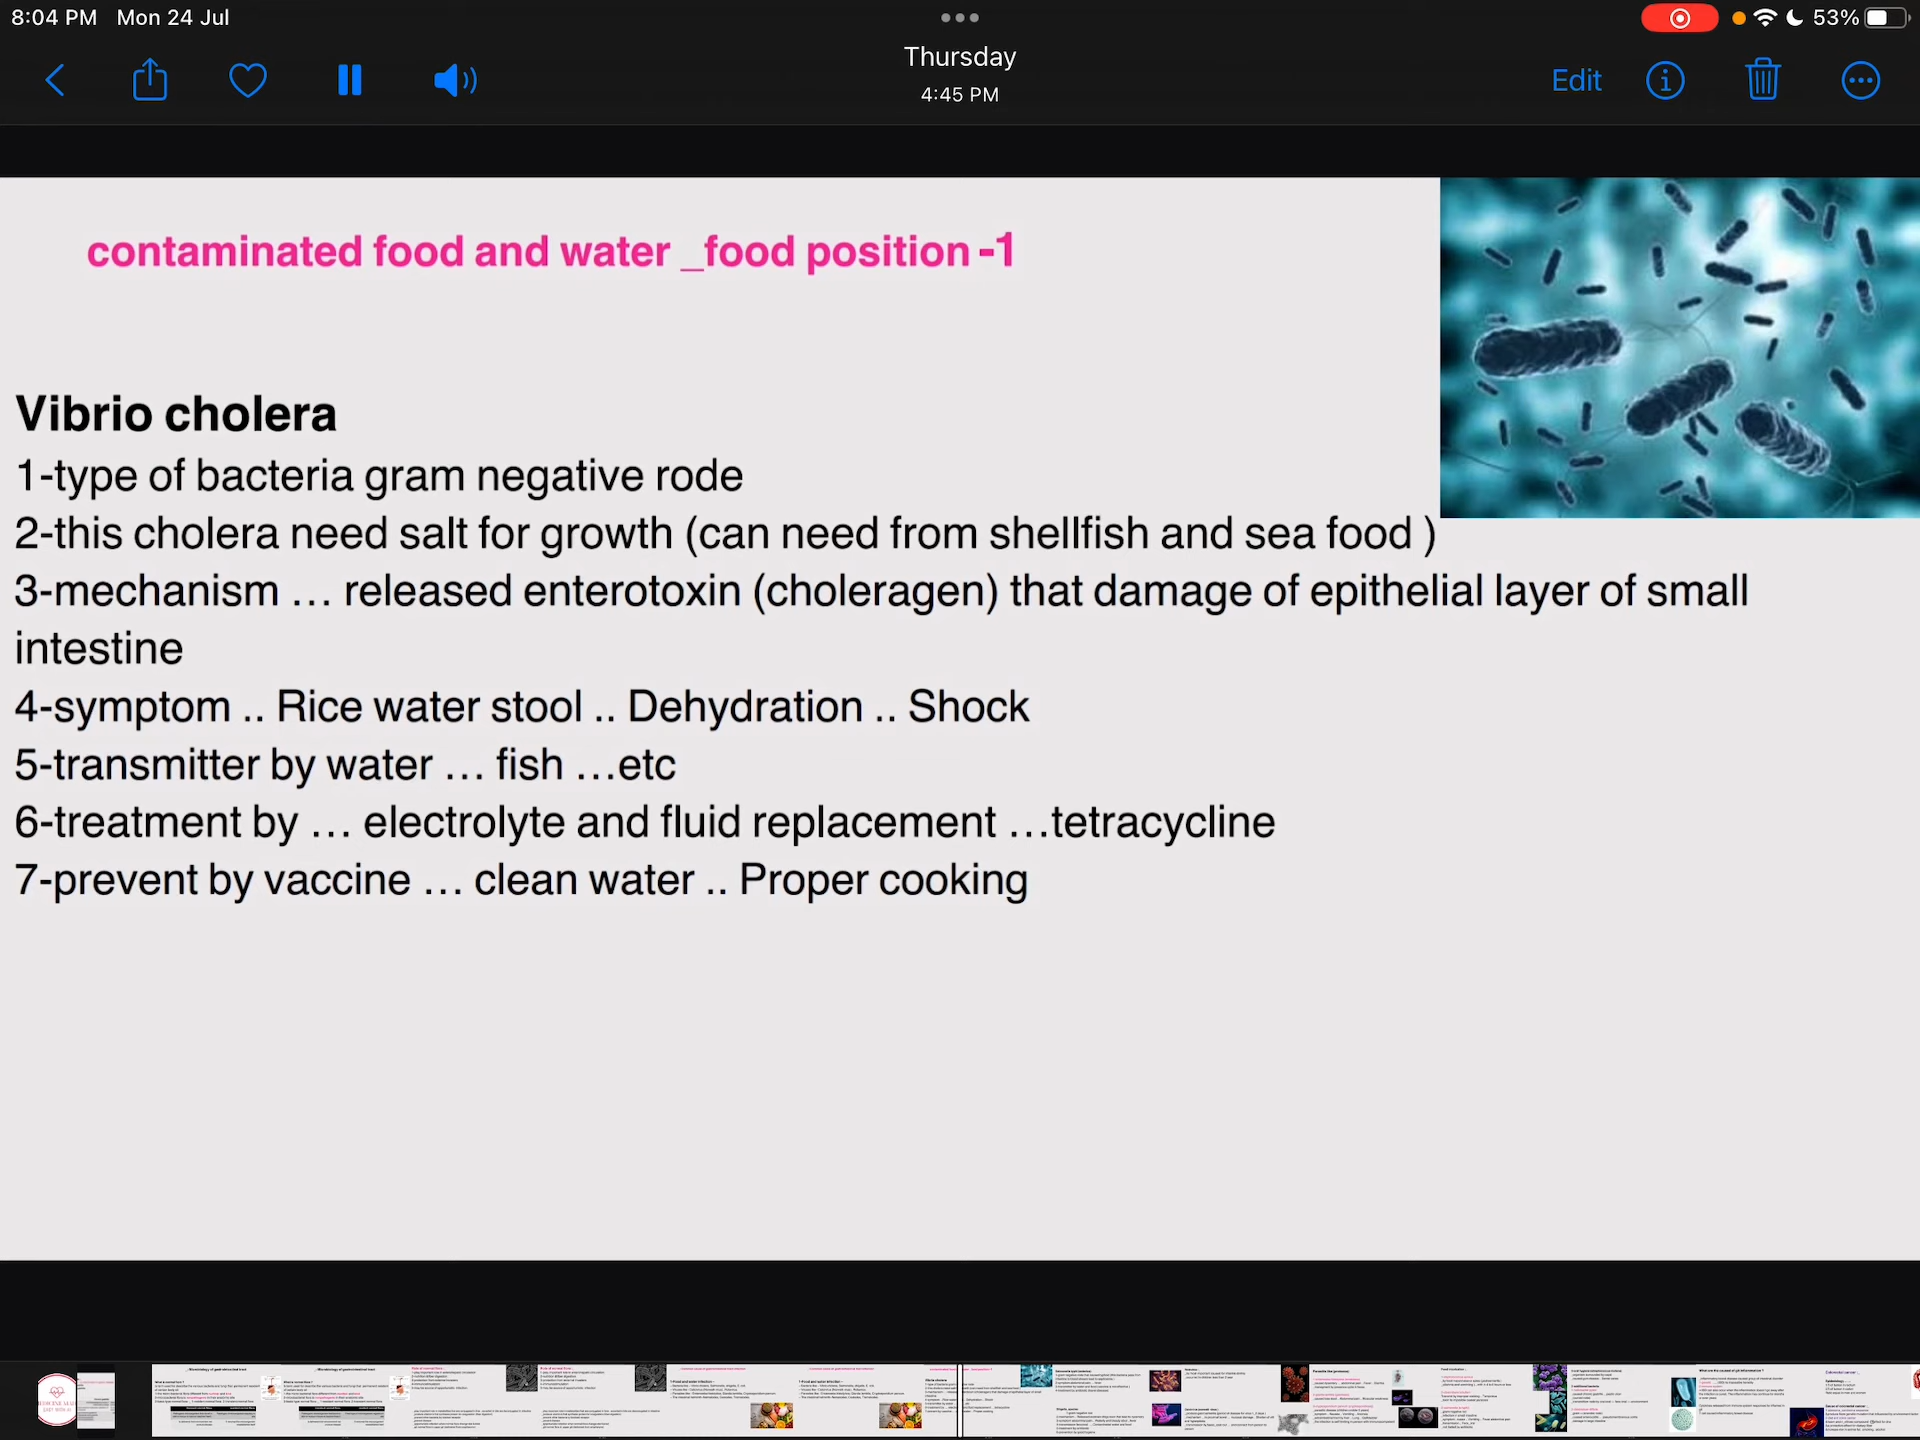 8:04 PM Mon 24 Jul
53%
Thursday
4:45 PM
Edit
contaminated food and water _food position -1
Vibrio cholera
1-type of bacteria gram negative rode
2-this cholera need salt for growth (can need from shellfish and sea food )
3-mechanism ... released enterotoxin (choleragen) that damage of epithelial layer of small
intestine
4-symptom .. Rice water stool .. Dehydration .. Shock
5-transmitter by water ... fish ...etc
6-treatment by ... electrolyte and fluid replacement ...tetracycline
7-prevent by vaccine ... clean water .. Proper cooking